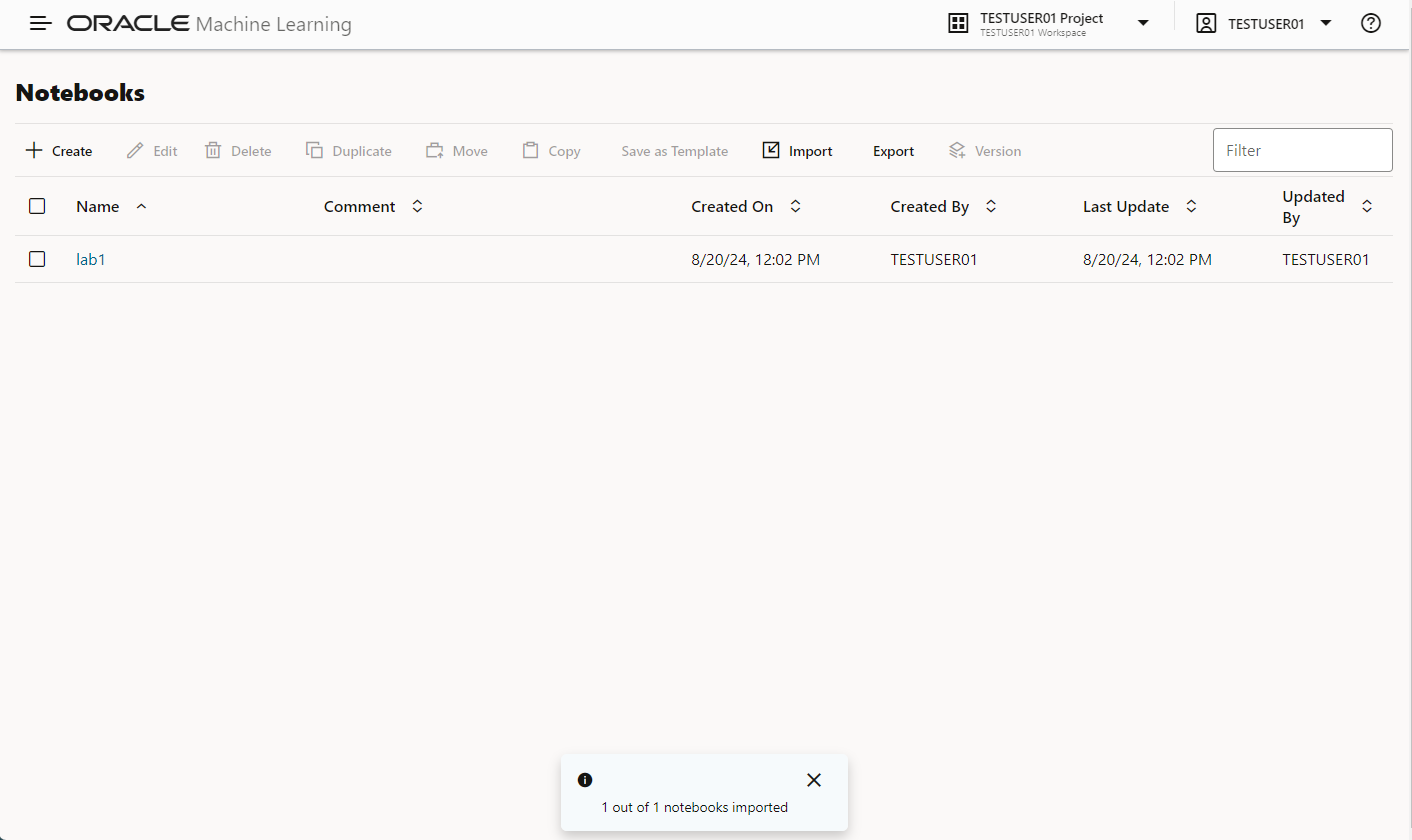 ORACLE Machine Learning
TESTUSER01 Project
TESTUSER01 Workspace
TESTUSER01
Notebooks
Create Edit Delete Duplicate Move Copy Save as Template Import Export Version Filter
Name Comment Created On Created By Last Update Updated By
lab1 8/20/24, 12:02 PM TESTUSER01 8/20/24, 12:02 PM TESTUSER01
1 out of 1 notebooks imported